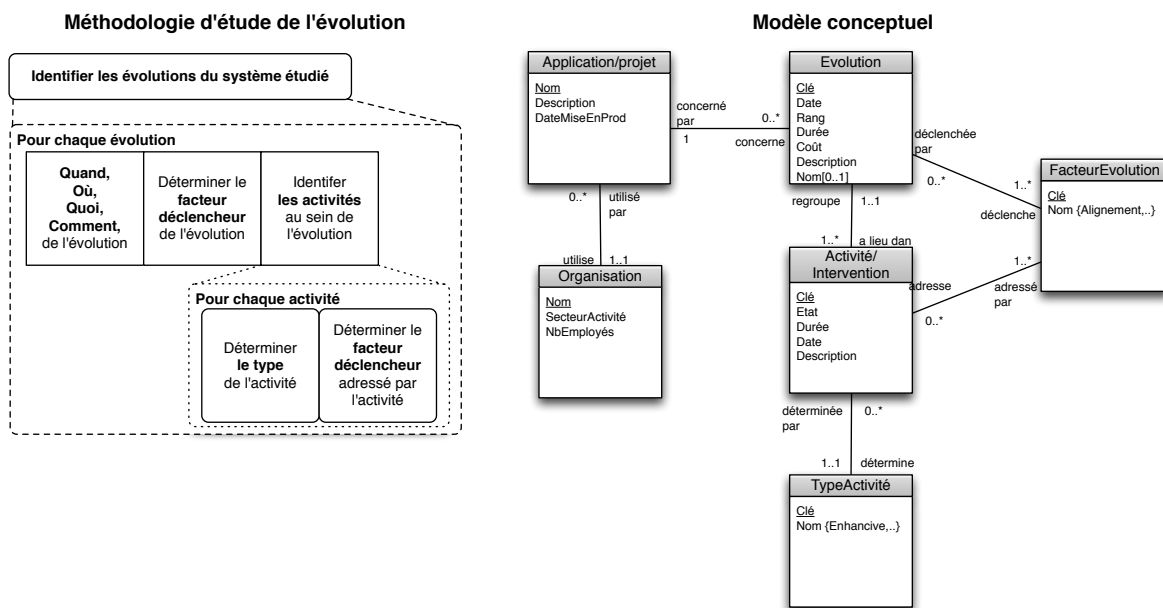 Méthodologie d'étude de l'évolution
Identifier les évolutions du système étudié
Pour chaque évolution
Quand,
Où,
Quoi,
Comment,
de l'évolution
Déterminer le
facteur
déclencheur
de l'évolution
Identifer
les activités
au sein de
l'évolution
Pour chaque activité
Déterminer
le type
de l'activité
Déterminer le
facteur
déclencheur
adressé par
l'activité
Modèle conceptuel
Application/projet
Nom
Description
DateMiseEnProd
concerné
par
1
0..*
concerne
Evolution
Clé
Date
Rang
Durée
Coût
Description
Nom[0..1]
déclenchée
par
0..*
1..*
déclenche
FacteurEvolution
Clé
Nom {Alignement,..}
0..*
utilisé
par
utilise
1..1
Organisation
Nom
SecteurActivité
NbEmployés
regroupe
1..1
1..*
a lieu dan
Activité/
Intervention
Clé
Etat
Durée
Date
Description
adresse
0..*
1..*
adressé
par
déterminée
par
0..*
1..1
détermine
TypeActivité
Clé
Nom {Enhancive,..}